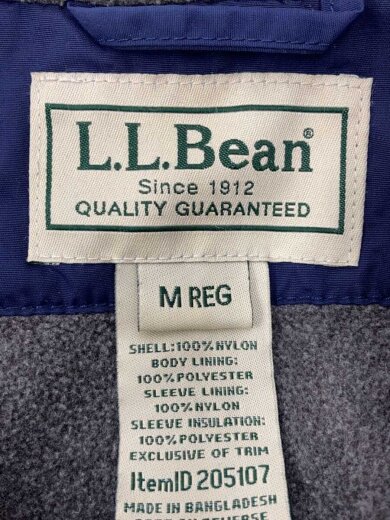 L.L.Bean®
Since 1912
QUALITY GUARANTEED
M REG
SHELL:100% NYLON
BODY LINING:
100% POLYESTER
SLEEVE LINING:
100% NYLON
SLEEVE INSULATION:
100% POLYESTER
EXCLUSIVE OF TRIM
ItemID 205107
MADE IN BANGLADESH
REVERSE